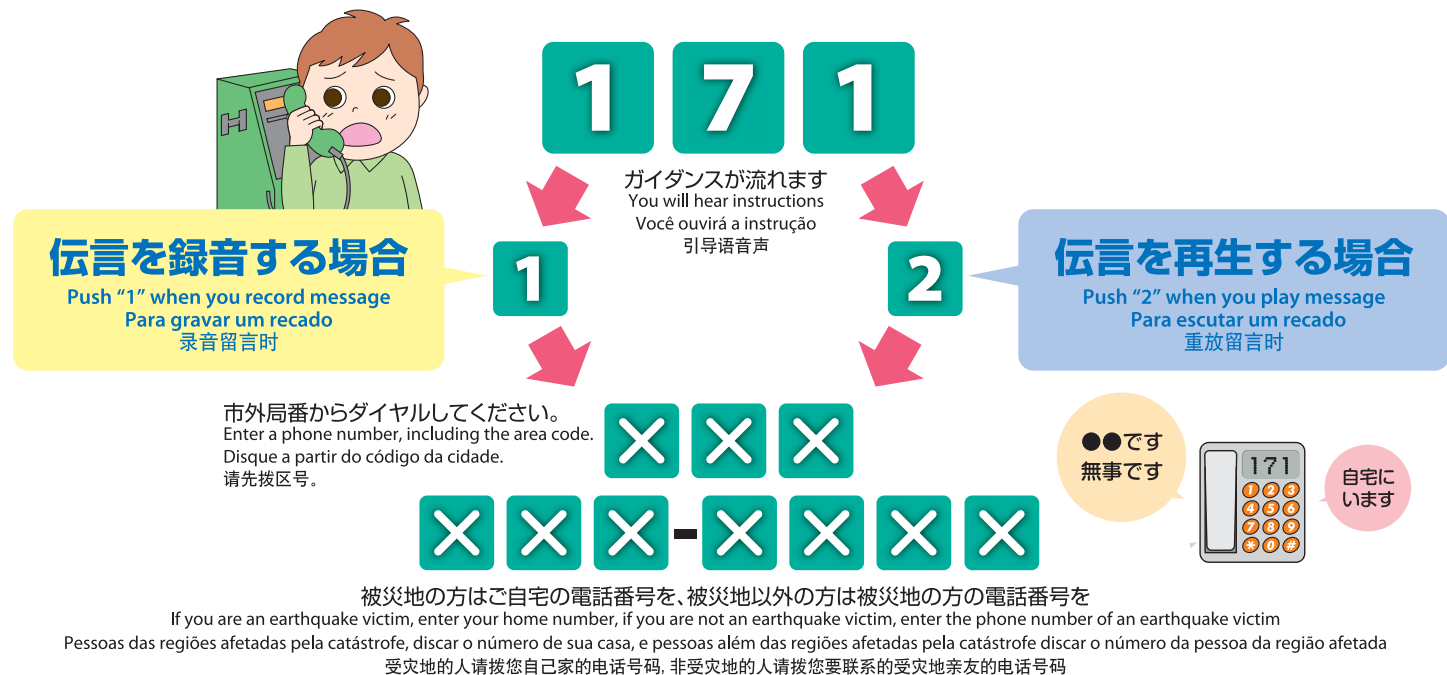 1 7 1
ガイダンスが流れます
You will hear instructions
Você ouvirá a instrução
引导语音声
伝言を録音する場合
Push “1” when you record message
Para gravar um recado
录音留言时
1
2
伝言を再生する場合
Push “2” when you play message
Para escutar um recado
重放留言时
市外局番からダイヤルしてください。
Enter a phone number, including the area code.
Disque a partir do código da cidade.
请先拨区号。
X X X
X X X - X X X X
●●です
無事です
171
1 2 3
4 5 6
7 8 9
* 0 #
自宅に
います
被災地の方はご自宅の電話番号を、被災地以外の方は被災地の方の電話番号を
If you are an earthquake victim, enter your home number, if you are not an earthquake victim, enter the phone number of an earthquake victim
Pessoas das regiões afetadas pela catástrofe, discar o número de sua casa, e pessoas além das regiões afetadas pela catástrofe discar o número da pessoa da região afetada
受灾地的人请拨您自己家的电话号码, 非受灾地的人请拨您要联系的受灾地亲友的电话号码